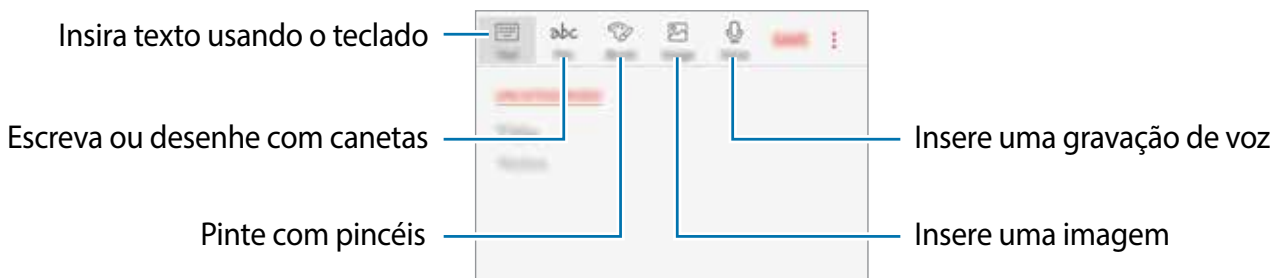 Insira texto usando o teclado
abc
Escreva ou desenhe com canetas
Insere uma gravação de voz
Pinte com pincéis
Insere uma imagem